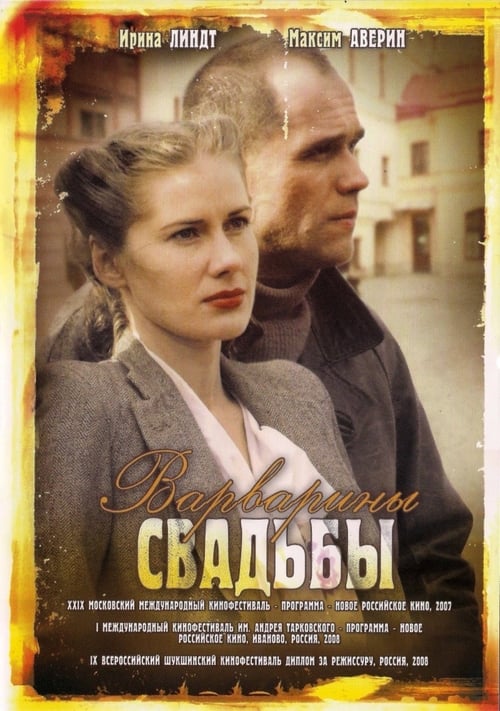 Ирина ЛИНДТ Максим АВЕРИН
Варварины
СВАДЬБЫ
XXIX МОСКОВСКИЙ МЕЖДУНАРОДНЫЙ КИНОФЕСТИВАЛЬ - ПРОГРАММА - НОВОЕ РОССИЙСКОЕ КИНО, 2007
I МЕЖДУНАРОДНЫЙ КИНОФЕСТИВАЛЬ ИМ. АНДРЕЯ ТАРКОВСКОГО - ПРОГРАММА - НОВОЕ
РОССИЙСКОЕ КИНО, ИВАНОВО, РОССИЯ, 2008
IX ВСЕРОССИЙСКИЙ ШУКШИНСКИЙ КИНОФЕСТИВАЛЬ ДИПЛОМ ЗА РЕЖИССУРУ, РОССИЯ, 2008